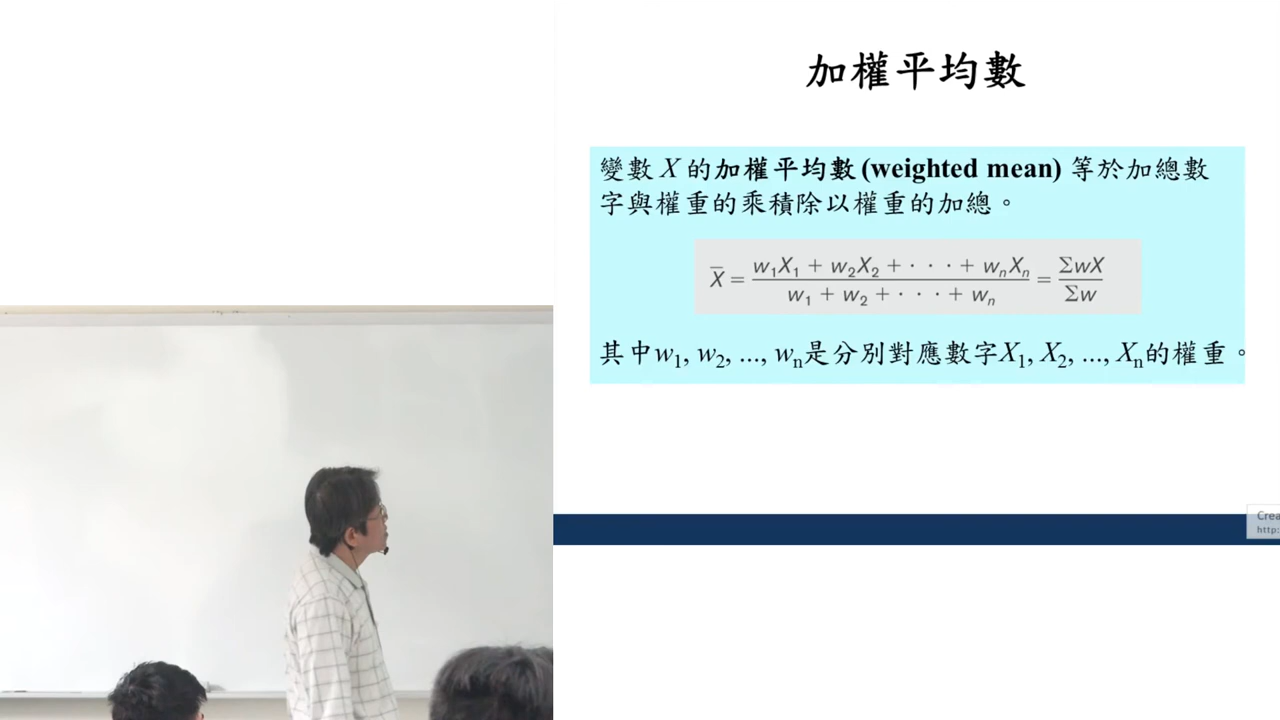 加權平均數
變數 X 的加權平均數 (weighted mean) 等於加總數
字與權重的乘積除以權重的加總。
X̄ = (w₁X₁ + w₂X₂ + · · · + wₙXₙ) / (w₁ + w₂ + · · · + wₙ) = ΣwX / Σw
其中w₁, w₂, ..., wₙ是分別對應數字X₁, X₂, ..., Xₙ的權重。
http: